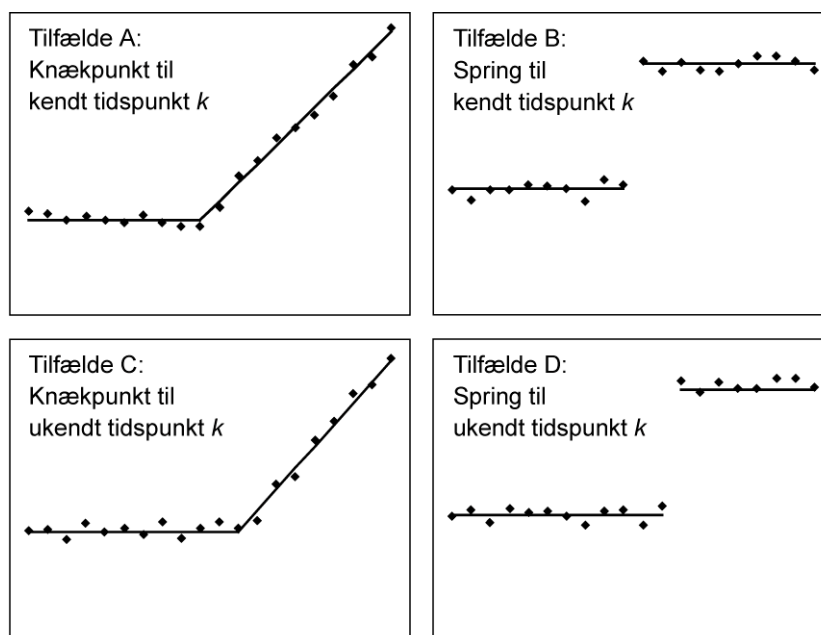 Tilfælde A:
Knækpunkt til
kendt tidspunkt k
Tilfælde B:
Spring til
kendt tidspunkt k
Tilfælde C:
Knækpunkt til
ukendt tidspunkt k
Tilfælde D:
Spring til
ukendt tidspunkt k